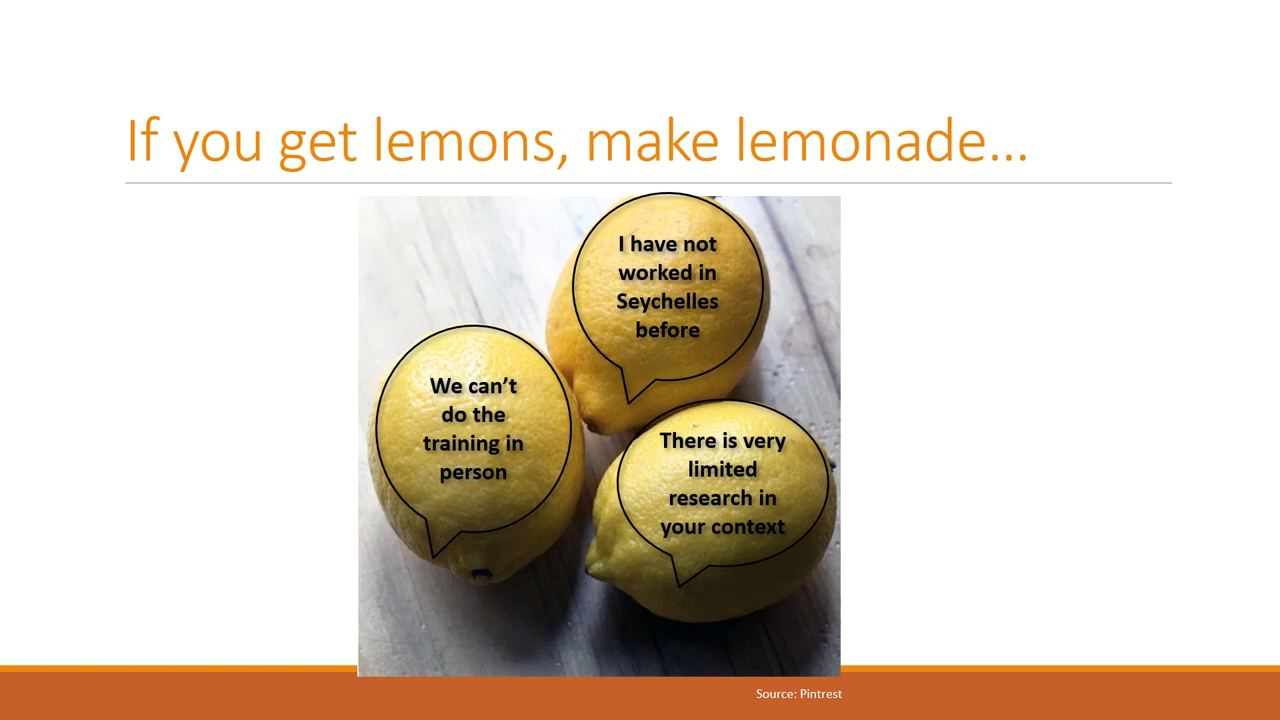 If you get lemons, make lemonade…
I have not
worked in
Seychelles
before
We can’t
do the
training in
person
There is very
limited
research in
your context
Source: Pintrest